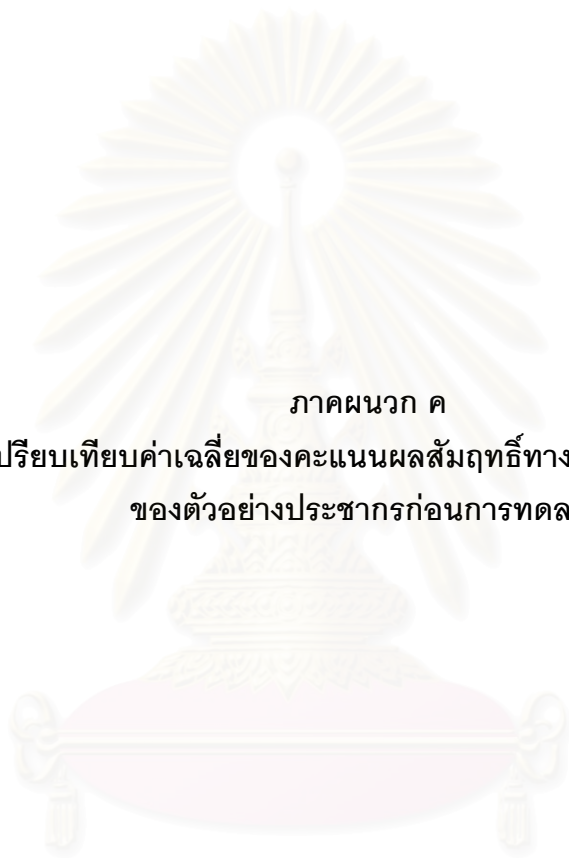 ภาคผนวก ค
ปรียบเทียบค่าเฉลี่ยของคะแนนผลสัมฤทธิ์ทาง
ของตัวอย่างประชากรก่อนการทดล